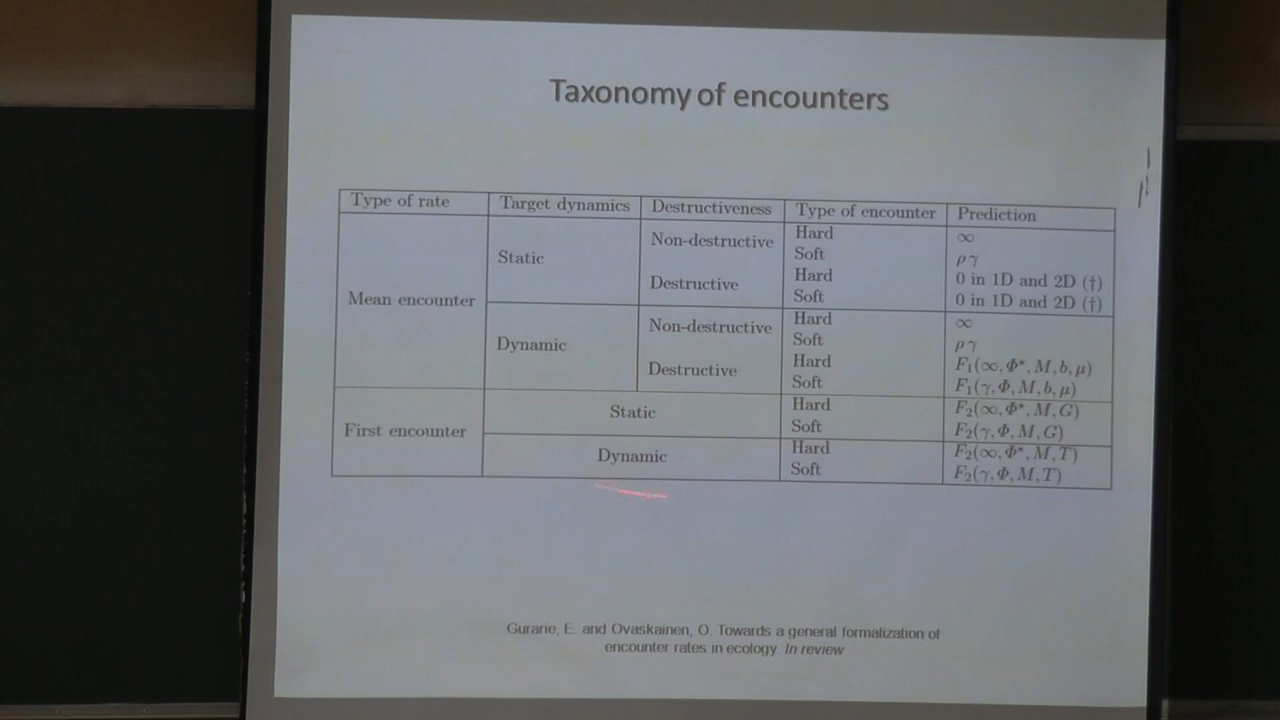 Taxonomy of encounters
Type of rate Target dynamics Destructiveness Type of encounter Prediction
Mean encounter Static Non-destructive Hard ∞
Soft ργ
Destructive Hard 0 in 1D and 2D (†)
Soft 0 in 1D and 2D (†)
Dynamic Non-destructive Hard ∞
Soft ργ
Destructive Hard F₁(∞, Φ*, M, b, μ)
Soft F₁(γ, Φ, M, b, μ)
First encounter Static Hard F₂(∞, Φ*, M, G)
Soft F₂(γ, Φ, M, G)
Dynamic Hard F₂(∞, Φ*, M, T)
Soft F₂(γ, Φ, M, T)
Gurarie, E. and Ovaskainen, O. Towards a general formalization of
encounter rates in ecology. In review